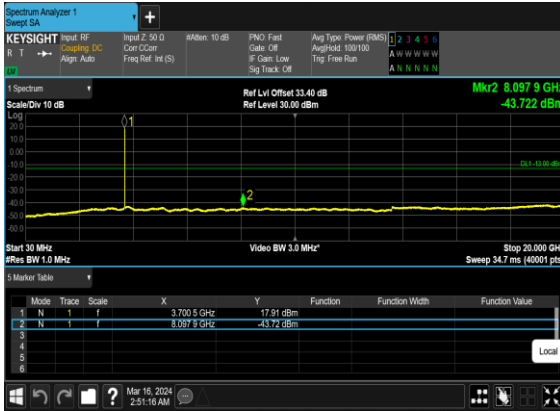 Spectrum Analyzer 1
Swept SA
+
KEYSIGHT Input: RF Input Z: 50 Ω #Atten: 10 dB PNO: Fast Avg Type: Power (RMS) 1 2 3 4 5 6
R T Coupling: DC Corr CCorr Gate: Off Avg|Hold: 100/100 A W W W W W
Align: Auto Freq Ref: Int (S) IF Gain: Low Trig: Free Run
Sig Track: Off A N N N N N
1 Spectrum Ref Lvl Offset 33.40 dB Mkr2 8.097 9 GHz
Scale/Div 10 dB Ref Level 30.00 dBm -43.722 dBm
Log
20.0
10.0
0.00
-10.0
-20.0
-30.0
-40.0
-50.0
-60.0
1
DL1 -13.00 dBm
2
Start 30 MHz Video BW 3.0 MHz* Stop 20.000 GHz
#Res BW 1.0 MHz Sweep 34.7 ms (40001 pts)
5 Marker Table
Mode Trace Scale X Y Function Function Width Function Value
1 N 1 f 3.700 5 GHz 17.91 dBm
2 N 1 f 8.097 9 GHz -43.72 dBm
3
4
5
6
Local
? Mar 16, 2024
2:51:16 AM